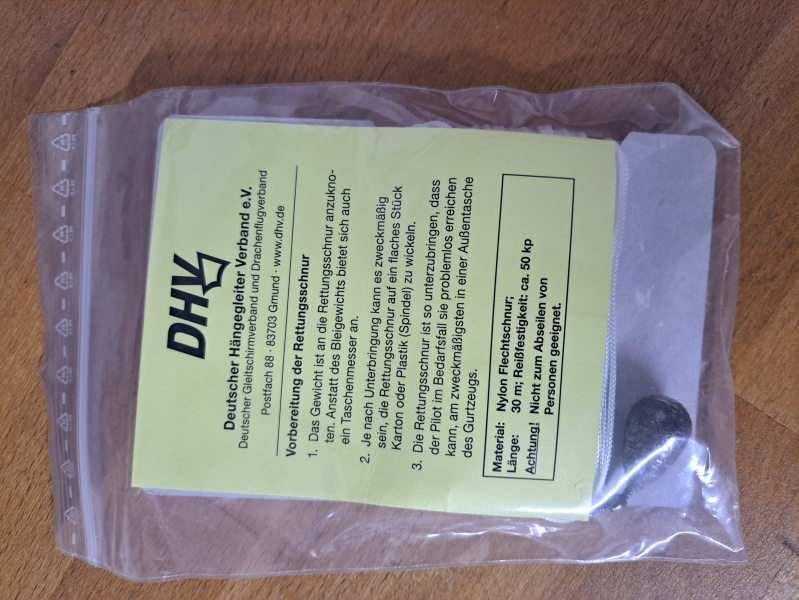 DHV
Deutscher Hängegleiter Verband e.V.
Deutscher Gleitschirmverband und Drachenflugverband
Postfach 88 · 83703 Gmund · www.dhv.de
Vorbereitung der Rettungsschnur
1. Das Gewicht ist an die Rettungsschnur anzukno-
ten. Anstatt des Bleigewichts bietet sich auch
ein Taschenmesser an.
2. Je nach Unterbringung kann es zweckmäßig
sein, die Rettungsschnur auf ein flaches Stück
Karton oder Plastik (Spindel) zu wickeln.
3. Die Rettungsschnur ist so unterzubringen, dass
der Pilot im Bedarfsfall sie problemlos erreichen
kann, am zweckmäßigsten in einer Außentasche
des Gurtzeugs.
Material: Nylon Flechtschnur;
Länge: 30 m; Reißfestigkeit: ca. 50 kp
Achtung! Nicht zum Abseilen von
Personen geeignet.